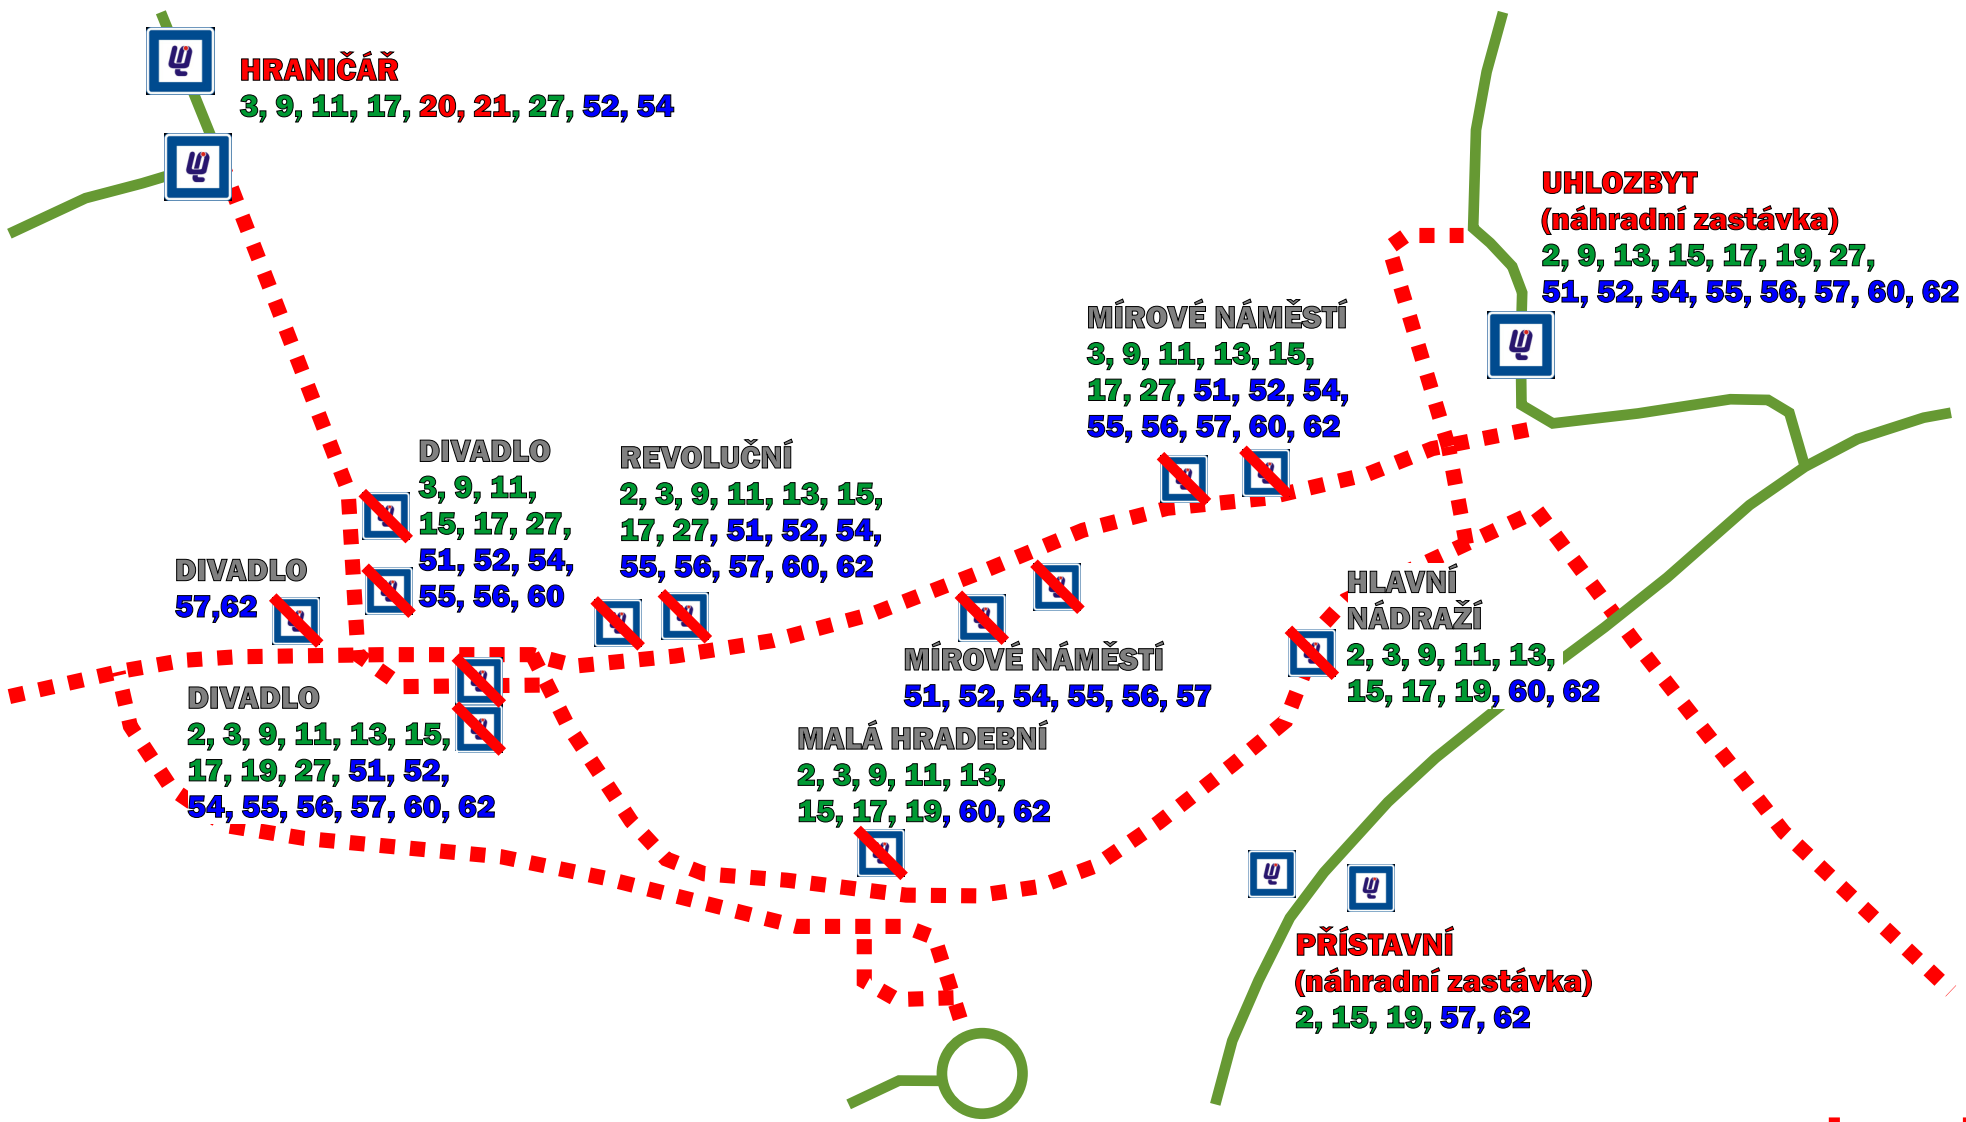 HRANIČÁŘ
3, 9, 11, 17, 20, 21, 27, 52, 54
UHLOZBYT
(náhradní zastávka)
2, 9, 13, 15, 17, 19, 27,
51, 52, 54, 55, 56, 57, 60, 62
MÍROVÉ NÁMĚSTÍ
3, 9, 11, 13, 15,
17, 27, 51, 52, 54,
55, 56, 57, 60, 62
DIVADLO
3, 9, 11,
15, 17, 27,
51, 52, 54,
55, 56, 60
REVOLUČNÍ
2, 3, 9, 11, 13, 15,
17, 27, 51, 52, 54,
55, 56, 57, 60, 62
DIVADLO
57,62
HLAVNÍ
NÁDRAŽÍ
2, 3, 9, 11, 13,
15, 17, 19, 60, 62
MÍROVÉ NÁMĚSTÍ
51, 52, 54, 55, 56, 57
DIVADLO
2, 3, 9, 11, 13, 15,
17, 19, 27, 51, 52,
54, 55, 56, 57, 60, 62
MALÁ HRADEBNÍ
2, 3, 9, 11, 13,
15, 17, 19, 60, 62
PŘÍSTAVNÍ
(náhradní zastávka)
2, 15, 19, 57, 62